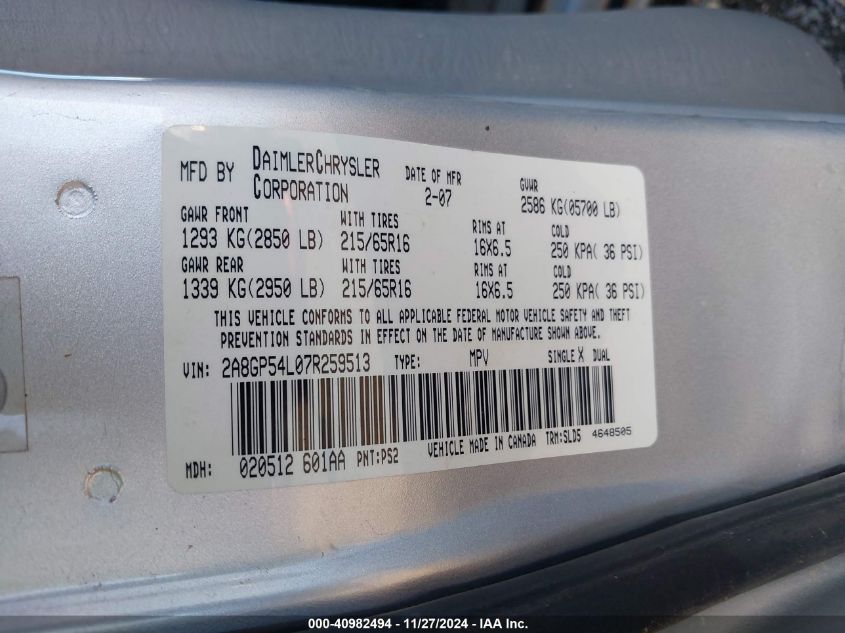 MFD BY DAIMLERCHRYSLER CORPORATION DATE OF MFR 2-07 GVWR 2586 KG(05700 LB)
GAWR FRONT WITH TIRES RIMS AT COLD
1293 KG(2850 LB) 215/65R16 16X6.5 250 KPA( 36 PSI)
GAWR REAR WITH TIRES RIMS AT COLD
1339 KG(2950 LB) 215/65R16 16X6.5 250 KPA( 36 PSI)
THIS VEHICLE CONFORMS TO ALL APPLICABLE FEDERAL MOTOR VEHICLE SAFETY AND THEFT
PREVENTION STANDARDS IN EFFECT ON THE DATE OF MANUFACTURE SHOWN ABOVE.
VIN: 2A8GP54L07R259513 TYPE: MPV SINGLE X DUAL
MDH: 020512 601AA PNT:PS2 VEHICLE MADE IN CANADA TRM:SLD5 4648505
000-40982494 - 11/27/2024 - IAA Inc.